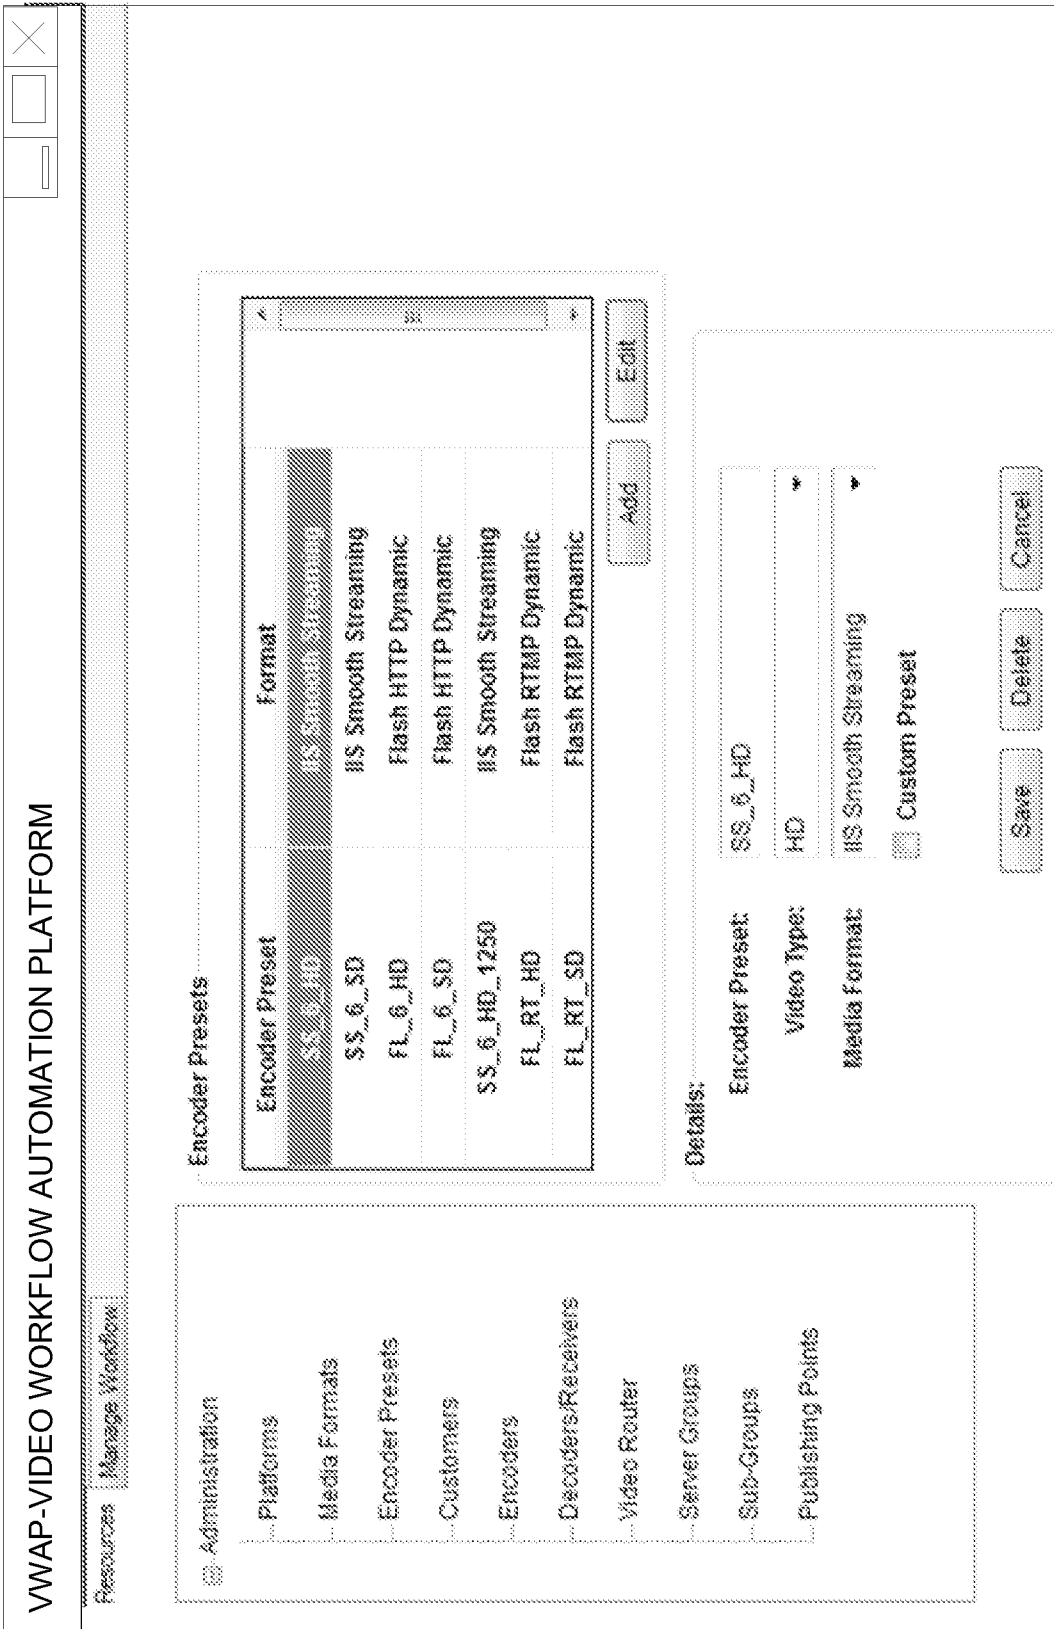 VWAP-VIDEO WORKFLOW AUTOMATION PLATFORM
Resources Manage Workflow
Administration
Platforms
Media Formats
Encoder Presets
Customers
Encoders
Decoders/Receivers
Video Router
Server Groups
Sub-Groups
Publishing Points
Encoder Presets
Encoder Preset Format
SS_6_HD IIS Smooth Streaming
SS_6_SD IIS Smooth Streaming
FL_6_HD Flash HTTP Dynamic
FL_6_SD Flash HTTP Dynamic
SS_6_HD_1250 IIS Smooth Streaming
FL_RT_HD Flash RTMP Dynamic
FL_RT_SD Flash RTMP Dynamic
Add Edit
Details:
Encoder Preset: SS_6_HD
Video Type: HD
Media Format: IIS Smooth Streaming
Custom Preset
Save Delete Cancel